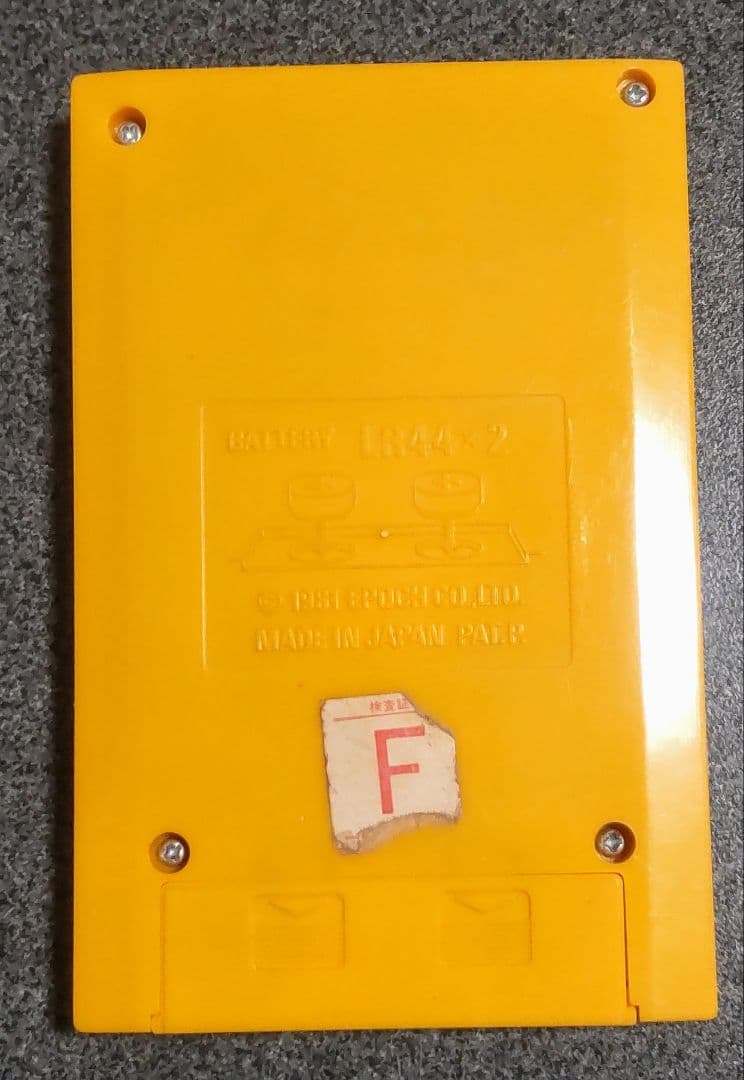 BATTERY LR44×2
© 1981 EPOCH CO.,LTD.
MADE IN JAPAN PAT.P.
検査証
F